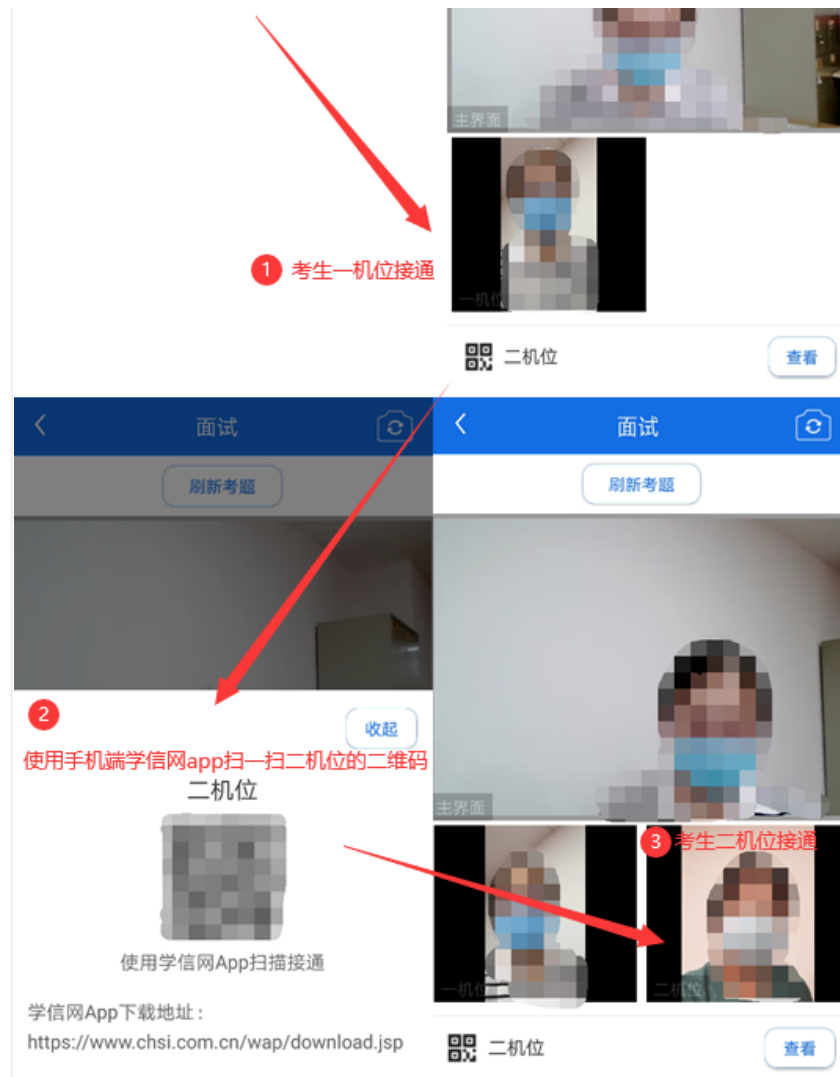 主界面
一机位
1 考生一机位接通
二机位
查看
面试
刷新考题
2
收起
使用手机端学信网app扫一扫二机位的二维码
二机位
使用学信网App扫描接通
学信网App下载地址：
https://www.chsi.com.cn/wap/download.jsp
面试
刷新考题
主界面
3 考生二机位接通
一机位
二机位
二机位
查看